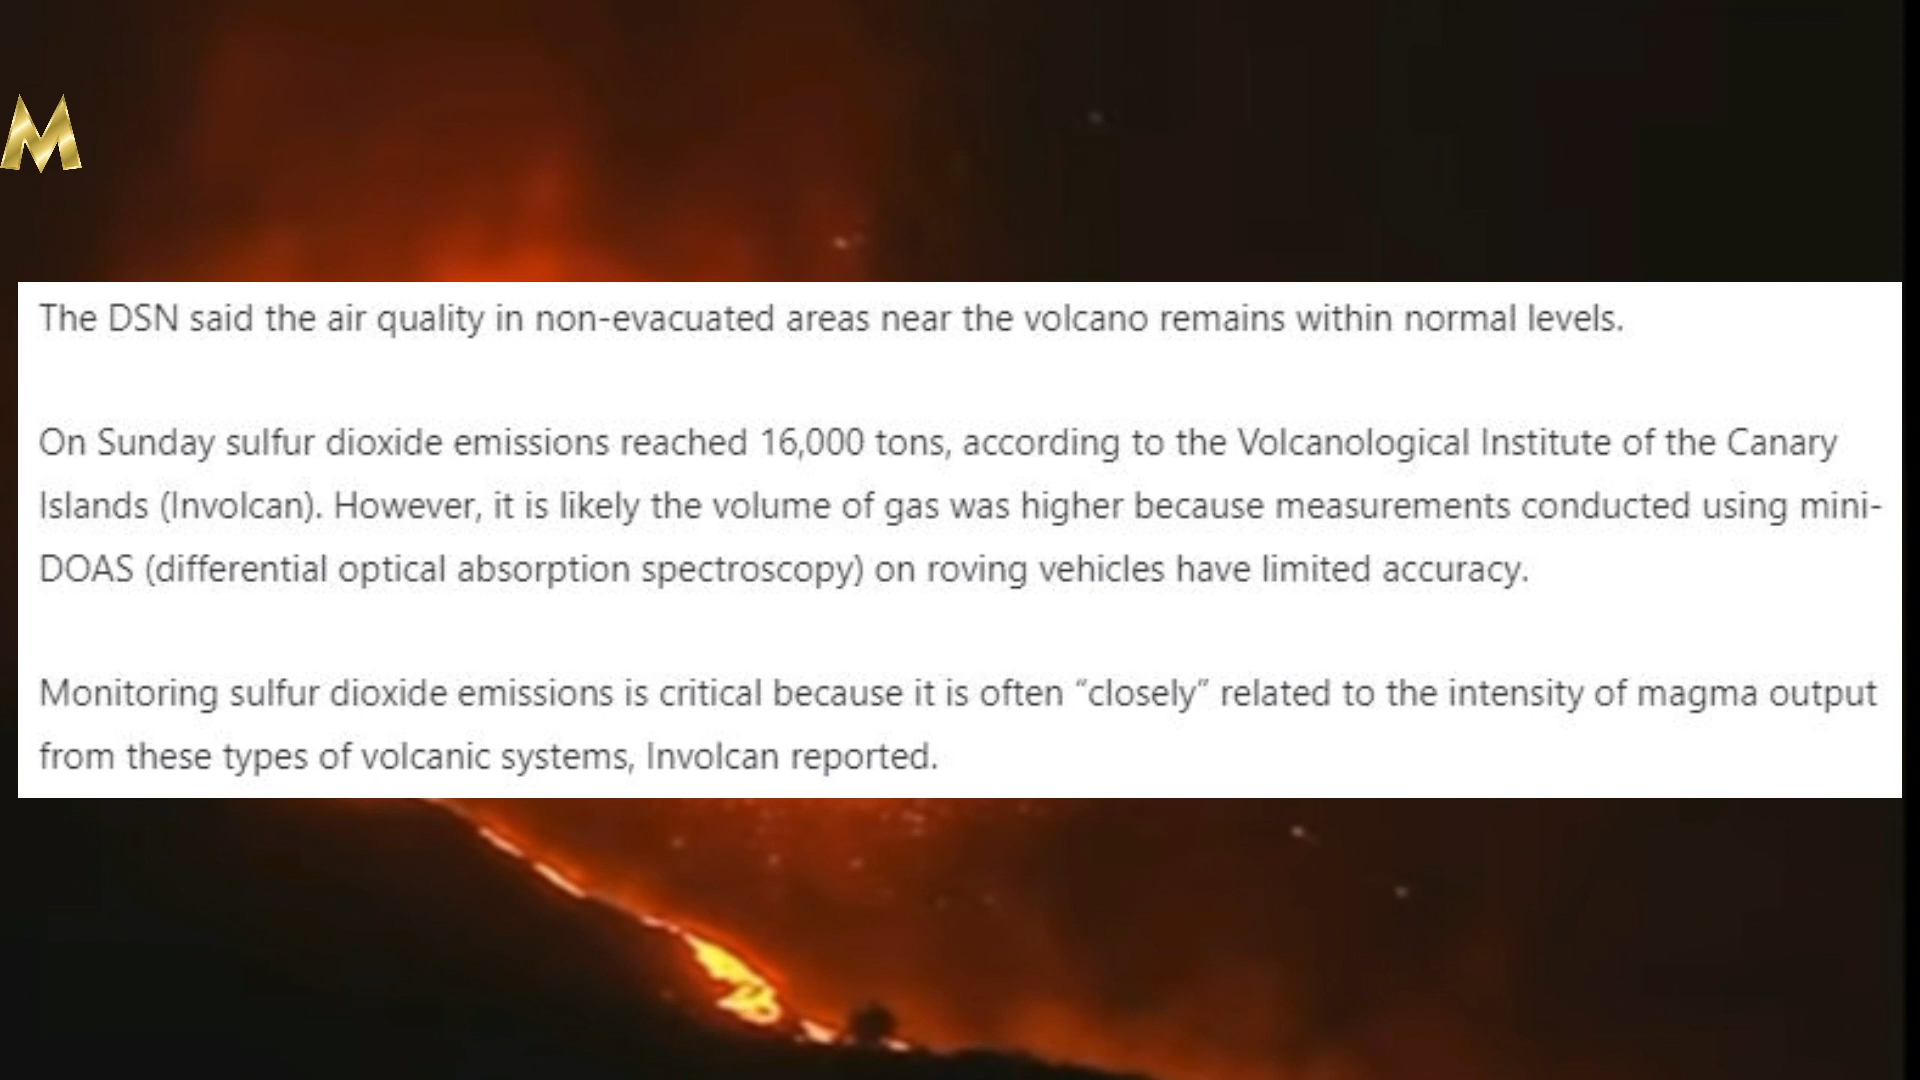 M
The DSN said the air quality in non-evacuated areas near the volcano remains within normal levels.
On Sunday sulfur dioxide emissions reached 16,000 tons, according to the Volcanological Institute of the Canary
Islands (Involcan). However, it is likely the volume of gas was higher because measurements conducted using mini-
DOAS (differential optical absorption spectroscopy) on roving vehicles have limited accuracy.
Monitoring sulfur dioxide emissions is critical because it is often “closely” related to the intensity of magma output
from these types of volcanic systems, Involcan reported.